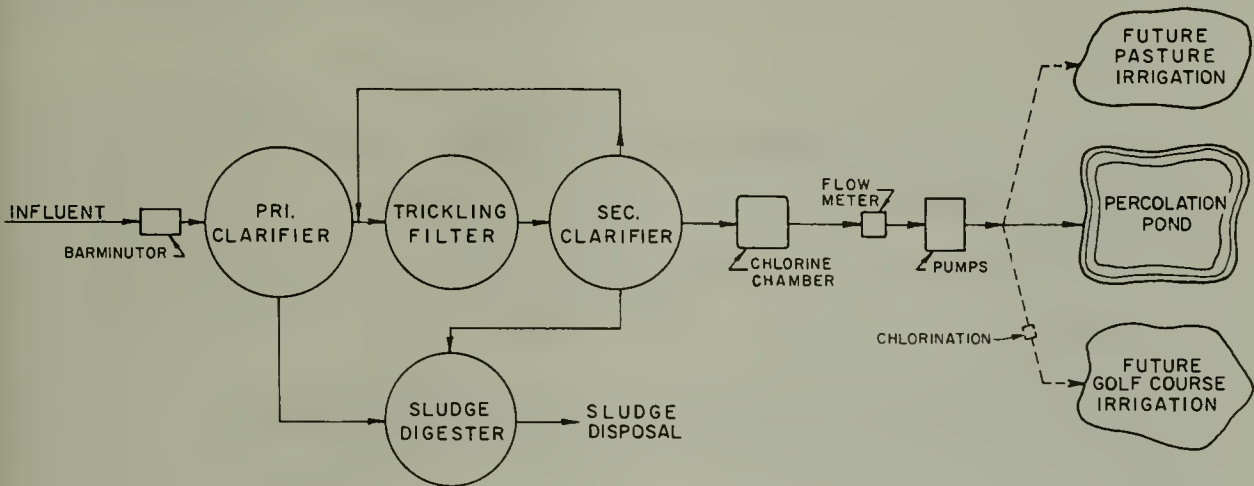 INFLUENT
BARMINUTOR
PRI.
CLARIFIER
TRICKLING
FILTER
SEC.
CLARIFIER
CHLORINE
CHAMBER
FLOW
METER
PUMPS
FUTURE
PASTURE
IRRIGATION
PERCOLATION
POND
CHLORINATION
FUTURE
GOLF COURSE
IRRIGATION
SLUDGE
DIGESTER
SLUDGE
DISPOSAL